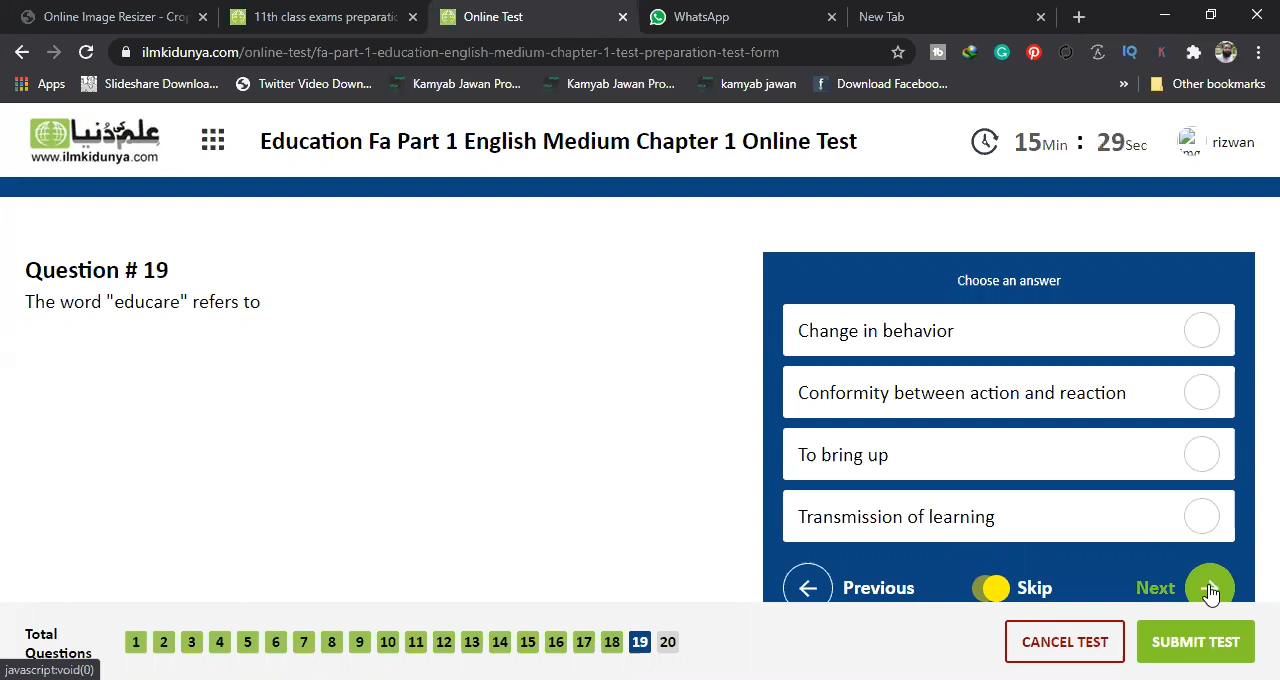 Online Image Resizer - Crop
11th class exams preparati
Online Test
WhatsApp
New Tab
ilmkidunya.com/online-test/fa-part-1-education-english-medium-chapter-1-test-preparation-test-form
Apps
Slideshare Downloa...
Twitter Video Down...
Kamyab Jawan Pro...
Kamyab Jawan Pro...
kamyab jawan
Download Faceboo...
»
Other bookmarks
علم کی دُنیا
www.ilmkidunya.com
Education Fa Part 1 English Medium Chapter 1 Online Test
15Min : 29Sec
rizwan
Question # 19
The word "educare" refers to
Choose an answer
Change in behavior
Conformity between action and reaction
To bring up
Transmission of learning
Previous
Skip
Next
Total
Questions
1 2 3 4 5 6 7 8 9 10 11 12 13 14 15 16 17 18 19 20
CANCEL TEST
SUBMIT TEST
javascript:void(0)